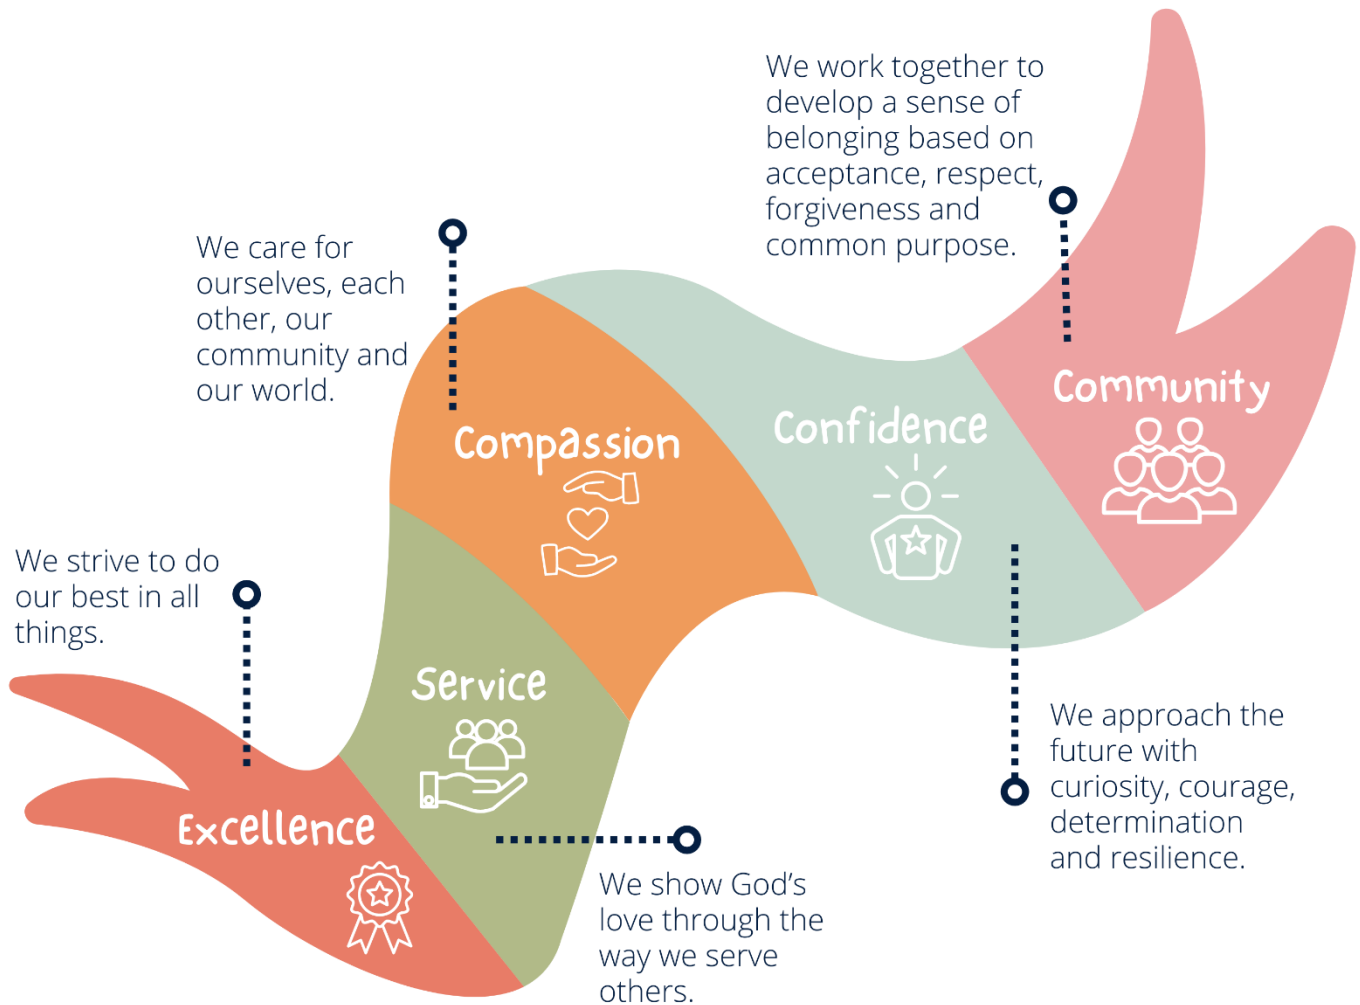 We work together to
develop a sense of
belonging based on
acceptance, respect,
forgiveness and
common purpose.
We care for
ourselves, each
other, our
community and
our world.
Community
Confidence
Compassion
We strive to do
our best in all
things.
Service
We approach the
future with
curiosity, courage,
determination
and resilience.
Excellence
We show God’s
love through the
way we serve
others.